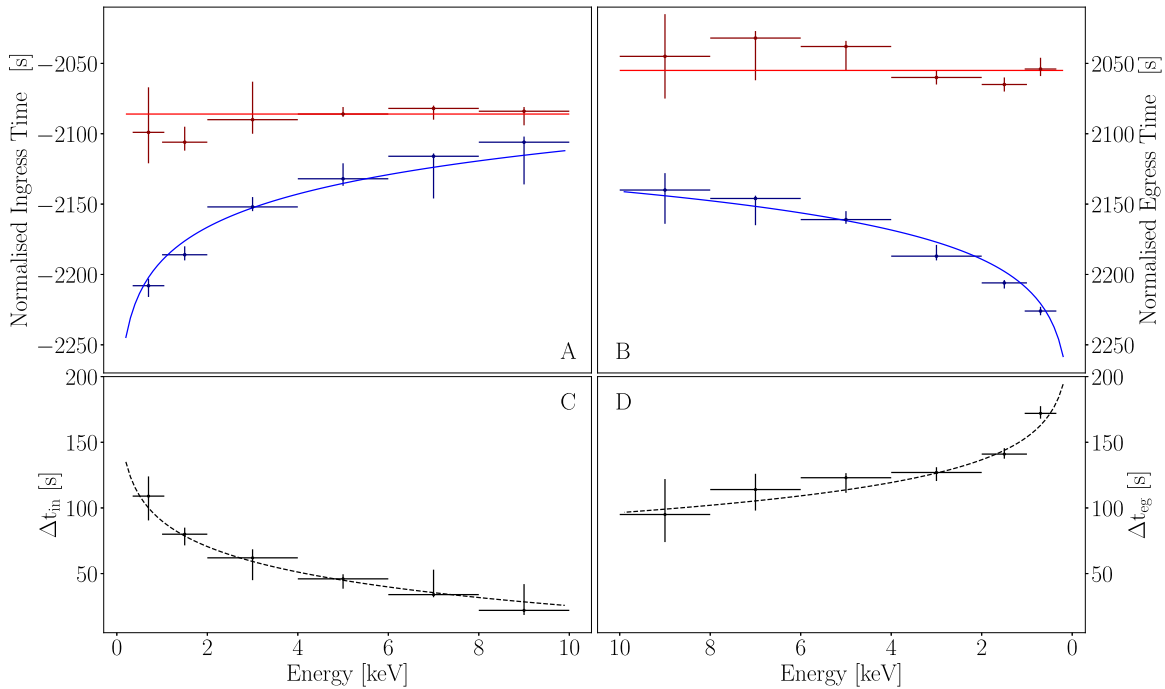 Normalised Ingress Time [s]
−2050
−2100
−2150
−2200
−2250
A
B
2050
2100
2150
2200
2250
Normalised Egress Time [s]
Δt_in [s]
200
150
100
50
C
D
200
150
100
50
Δt_eg [s]
0 2 4 6 8 10
10 8 6 4 2 0
Energy [keV]
Energy [keV]